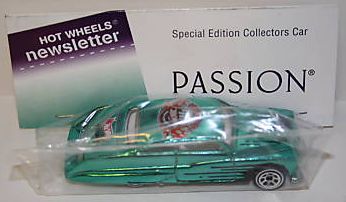 HOT WHEELS®
newsletter
Special Edition Collectors Car
PASSION®